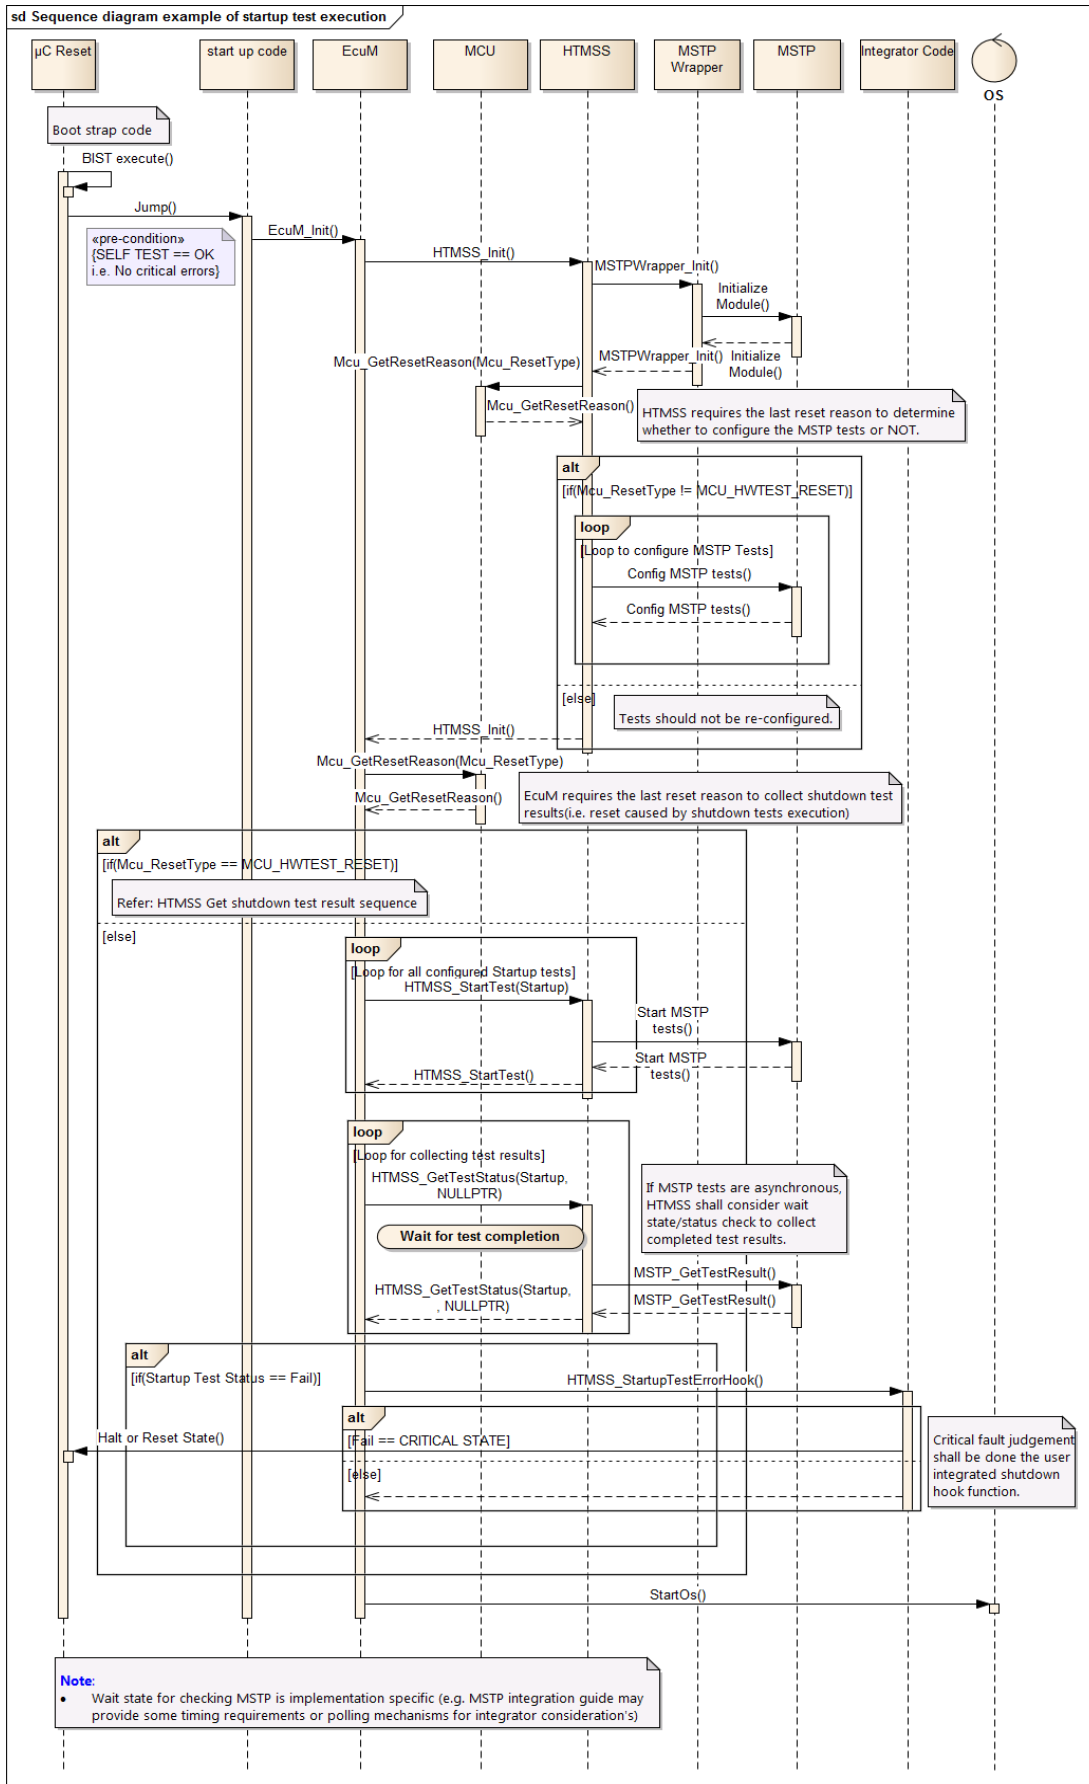 sd Sequence diagram example of startup test execution
µC Reset
start up code
EcuM
MCU
HTMSS
MSTP
Wrapper
MSTP
Integrator Code
OS
Boot strap code
BIST execute()
Jump()
«pre-condition»
{SELF TEST == OK
i.e. No critical errors}
EcuM_Init()
HTMSS_Init()
MSTPWrapper_Init()
Initialize
Module()
MSTPWrapper_Init()
Initialize
Module()
Mcu_GetResetReason(Mcu_ResetType)
Mcu_GetResetReason()
HTMSS requires the last reset reason to determine
whether to configure the MSTP tests or NOT.
alt
[if(Mcu_ResetType != MCU_HWTEST_RESET)]
loop
[Loop to configure MSTP Tests]
Config MSTP tests()
Config MSTP tests()
[else]
Tests should not be re-configured.
HTMSS_Init()
Mcu_GetResetReason(Mcu_ResetType)
Mcu_GetResetReason()
EcuM requires the last reset reason to collect shutdown test
results(i.e. reset caused by shutdown tests execution)
alt
[if(Mcu_ResetType == MCU_HWTEST_RESET)]
Refer: HTMSS Get shutdown test result sequence
[else]
loop
[Loop for all configured Startup tests]
HTMSS_StartTest(Startup)
Start MSTP
tests()
Start MSTP
tests()
HTMSS_StartTest()
loop
[Loop for collecting test results]
HTMSS_GetTestStatus(Startup,
NULLPTR)
If MSTP tests are asynchronous,
HTMSS shall consider wait
state/status check to collect
completed test results.
Wait for test completion
MSTP_GetTestResult()
HTMSS_GetTestStatus(Startup,
, NULLPTR)
MSTP_GetTestResult()
alt
[if(Startup Test Status == Fail)]
HTMSS_StartupTestErrorHook()
alt
Halt or Reset State()
[Fail == CRITICAL STATE]
[else]
Critical fault judgement
shall be done the user
integrated shutdown
hook function.
StartOs()
Note:
• Wait state for checking MSTP is implementation specific (e.g. MSTP integration guide may
provide some timing requirements or polling mechanisms for integrator consideration's)